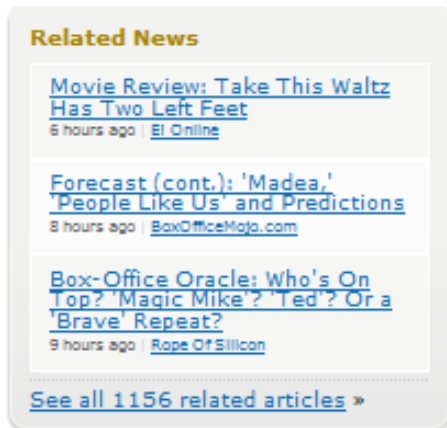 Related News
Movie Review: Take This Waltz
Has Two Left Feet
6 hours ago | E! Online
Forecast (cont.): 'Madea,'
'People Like Us' and Predictions
8 hours ago | BoxOfficeMojo.com
Box-Office Oracle: Who's On
Top? 'Magic Mike'? 'Ted'? Or a
'Brave' Repeat?
9 hours ago | Rope Of Silicon
See all 1156 related articles »